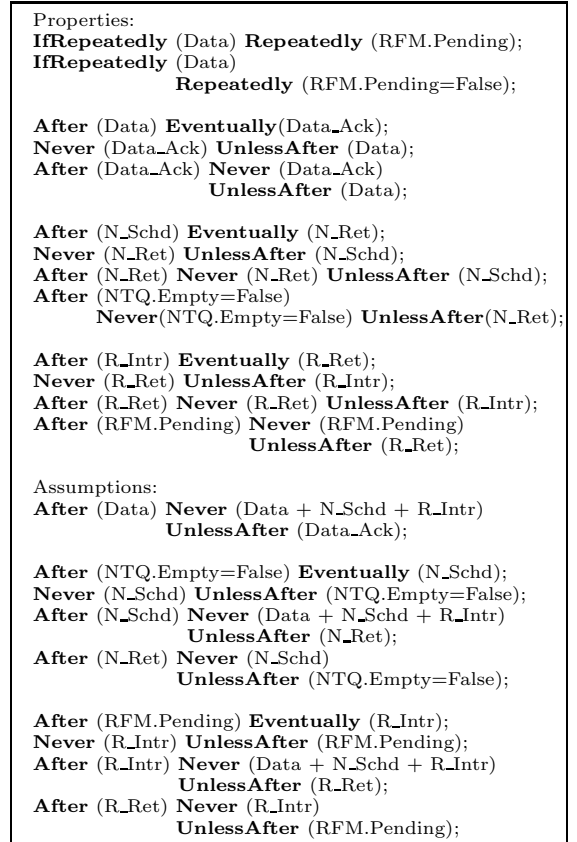 Properties:
IfRepeatedly (Data) Repeatedly (RFM.Pending);
IfRepeatedly (Data)
Repeatedly (RFM.Pending=False);
After (Data) Eventually(Data_Ack);
Never (Data_Ack) UnlessAfter (Data);
After (Data_Ack) Never (Data_Ack)
UnlessAfter (Data);
After (N_Schd) Eventually (N_Ret);
Never (N_Ret) UnlessAfter (N_Schd);
After (N_Ret) Never (N_Ret) UnlessAfter (N_Schd);
After (NTQ.Empty=False)
Never(NTQ.Empty=False) UnlessAfter(N_Ret);
After (R_Intr) Eventually (R_Ret);
Never (R_Ret) UnlessAfter (R_Intr);
After (R_Ret) Never (R_Ret) UnlessAfter (R_Intr);
After (RFM.Pending) Never (RFM.Pending)
UnlessAfter (R_Ret);
Assumptions:
After (Data) Never (Data + N_Schd + R_Intr)
UnlessAfter (Data_Ack);
After (NTQ.Empty=False) Eventually (N_Schd);
Never (N_Schd) UnlessAfter (NTQ.Empty=False);
After (N_Schd) Never (Data + N_Schd + R_Intr)
UnlessAfter (N_Ret);
After (N_Ret) Never (N_Schd)
UnlessAfter (NTQ.Empty=False);
After (RFM.Pending) Eventually (R_Intr);
Never (R_Intr) UnlessAfter (RFM.Pending);
After (R_Intr) Never (Data + N_Schd + R_Intr)
UnlessAfter (R_Ret);
After (R_Ret) Never (R_Intr)
UnlessAfter (RFM.Pending);